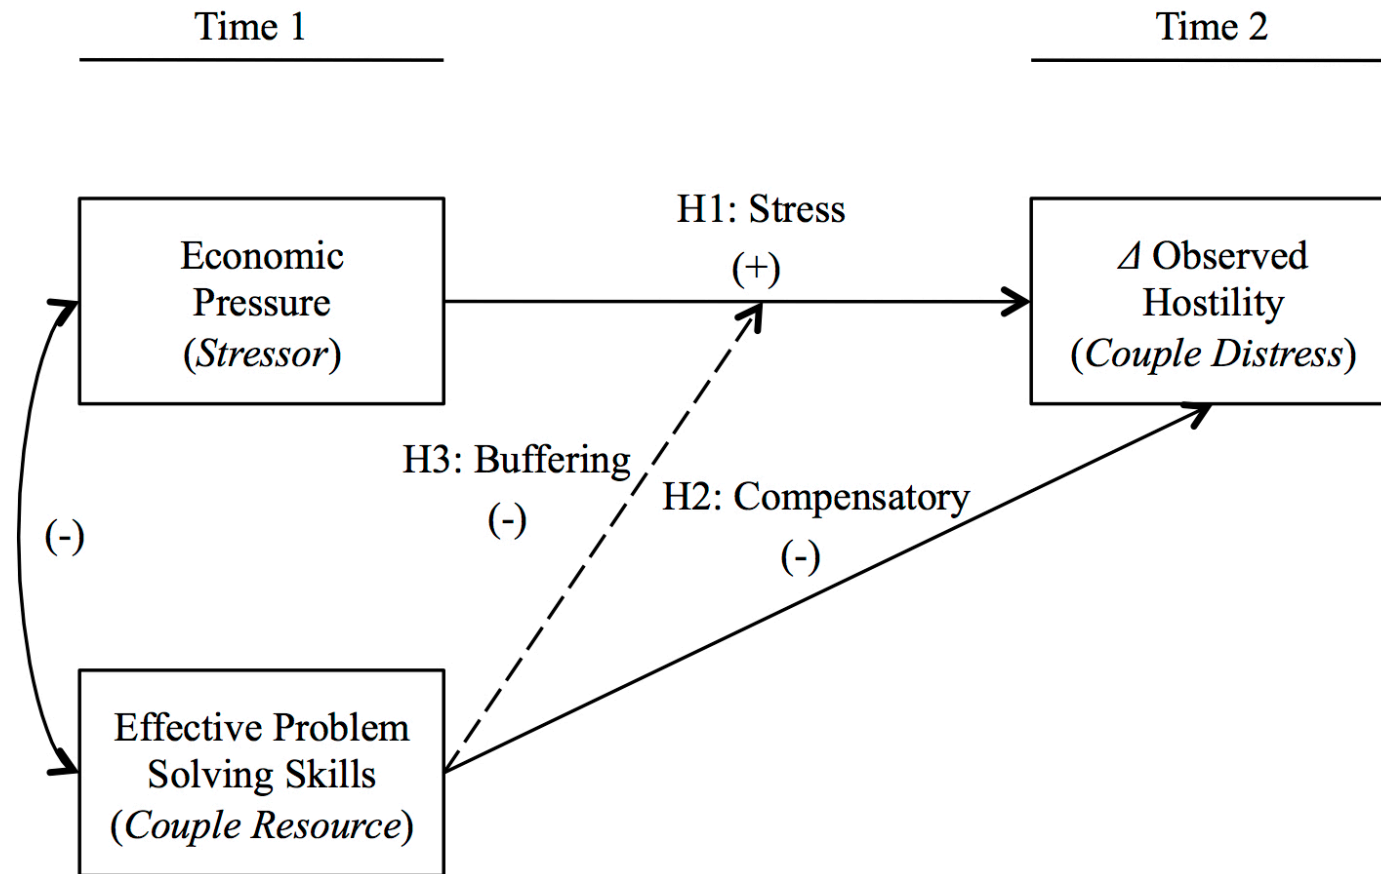 Time 1
Time 2
H1: Stress
(+)
Economic
Pressure
(Stressor)
Δ Observed
Hostility
(Couple Distress)
H3: Buffering
(-)
H2: Compensatory
(-)
(-)
Effective Problem
Solving Skills
(Couple Resource)